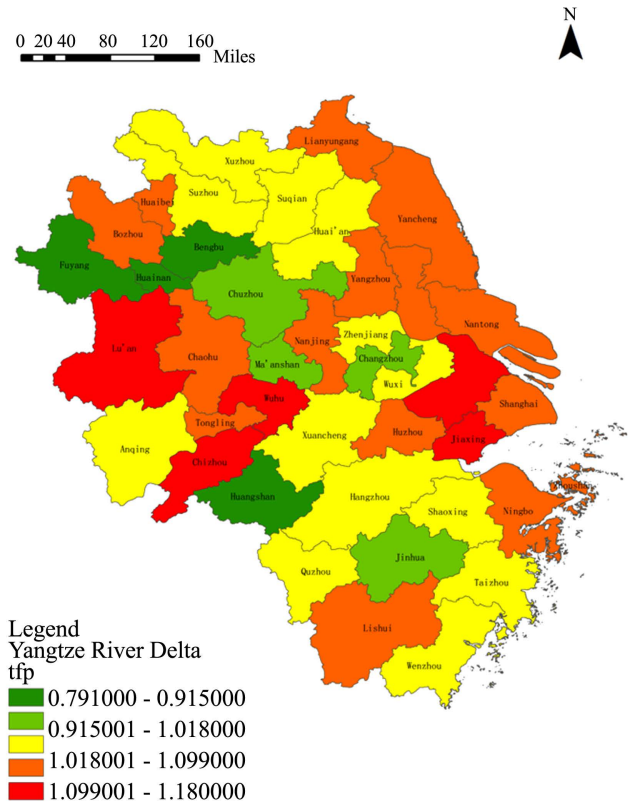 N
0 20 40 80 120 160
Miles
Lianyungang
Xuzhou
Suzhou
Suqian
Huaibei
Yancheng
Bozhou
Huai'an
Bengbu
Fuyang
Huainan
Yangzhou
Chuzhou
Nantong
Zhenjiang
Nanjing
Lu'an
Chaohu
Changzhou
Ma'anshan
Wuxi
Wuhu
Shanghai
Tongling
Huzhou
Xuancheng
Jiaxing
Anqing
Chizhou
Zhoushan
Huangshan
Hangzhou
Shaoxing
Ningbo
Jinhua
Quzhou
Taizhou
Lishui
Wenzhou
Legend
Yangtze River Delta
tfp
0.791000 - 0.915000
0.915001 - 1.018000
1.018001 - 1.099000
1.099001 - 1.180000